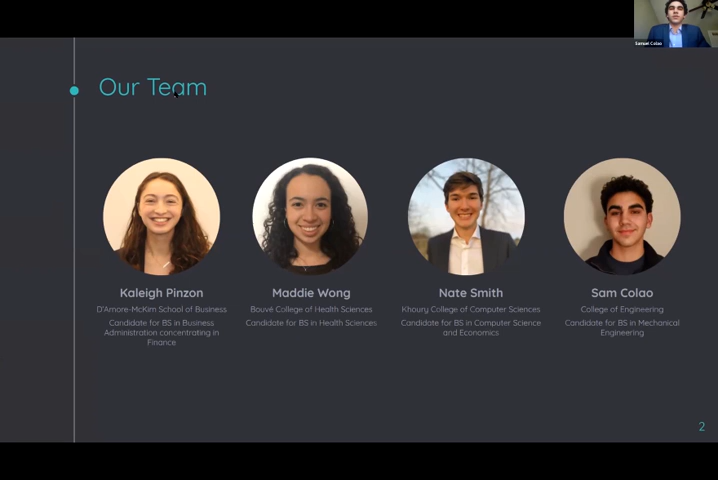 Samuel Colao
Our Team
Kaleigh Pinzon
D'Amore-McKim School of Business
Candidate for BS in Business
Administration concentrating in
Finance
Maddie Wong
Bouvé College of Health Sciences
Candidate for BS in Health Sciences
Nate Smith
Khoury College of Computer Sciences
Candidate for BS in Computer Science
and Economics
Sam Colao
College of Engineering
Candidate for BS in Mechanical
Engineering
2